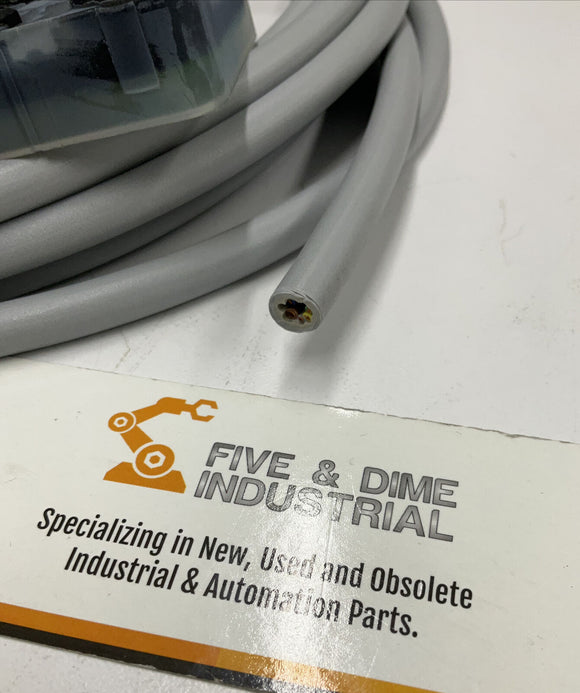 FIVE & DIME
INDUSTRIAL
Specializing in New, Used and Obsolete
Industrial & Automation Parts.